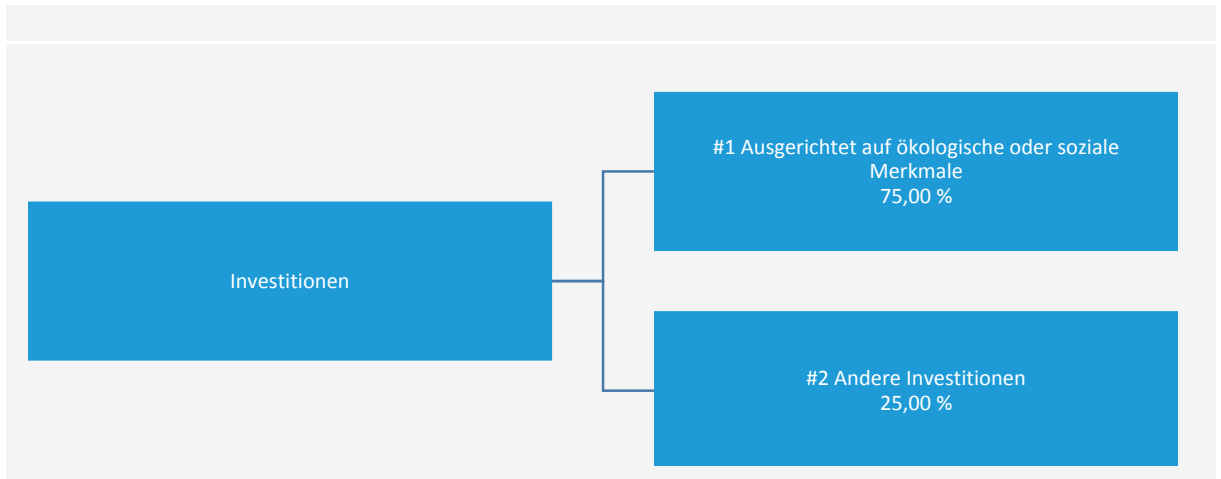 #1 Ausgerichtet auf ökologische oder soziale
Merkmale
75,00 %
Investitionen
#2 Andere Investitionen
25,00 %